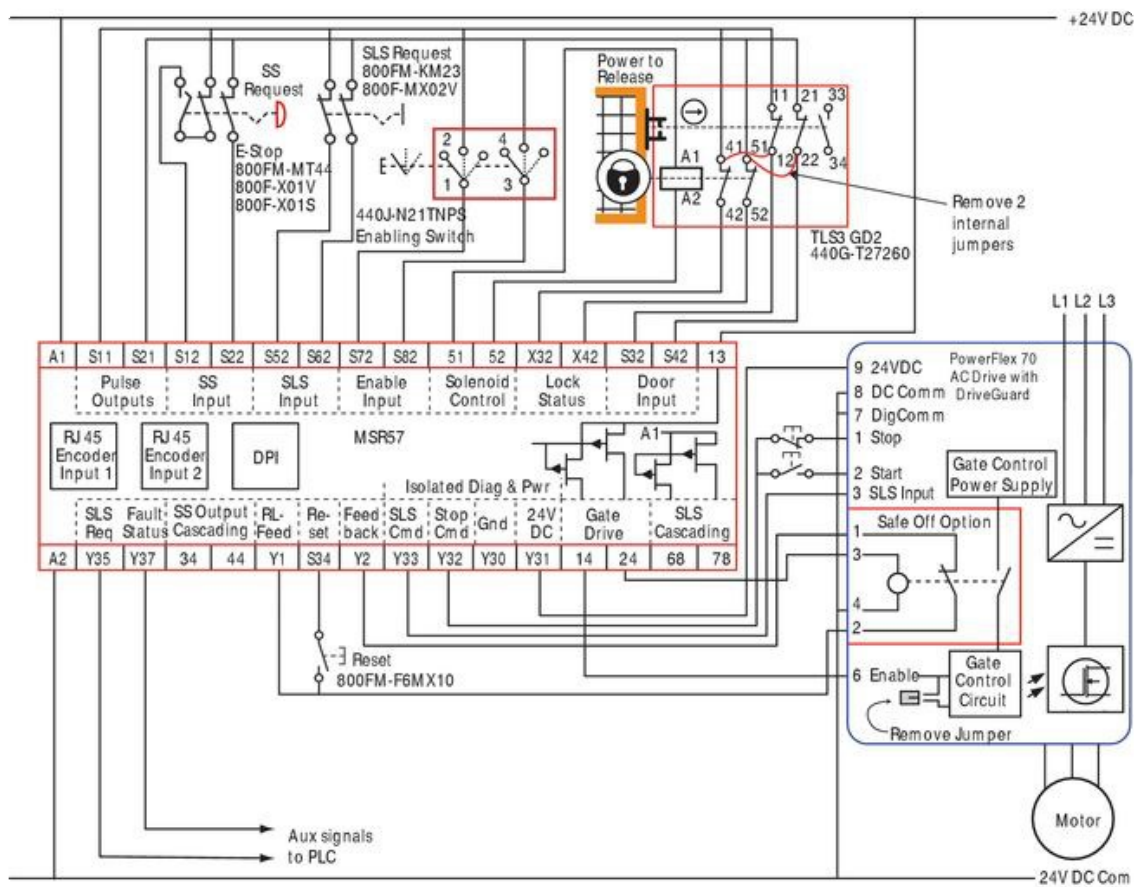 +24V DC
SS
Request
E-Stop
800FM-MT44
800F-X01V
800F-X01S
SLS Request
800FM-KM23
800F-MX02V
2
4
1
3
440J-N21TNPS
Enabling Switch
Power to
Release
A1
A2
11 21 33
41 51
12 22 34
42 52
TLS3 GD2
440G-T27260
Remove 2
internal
jumpers
A1 S11 S21 S12 S22 S52 S62 S72 S82 51 52 X32 X42 S32 S42 13
Pulse
Outputs
SS
Input
SLS
Input
Enable
Input
Solenoid
Control
Lock
Status
Door
Input
RJ 45
Encoder
Input 1
RJ 45
Encoder
Input 2
DPI
MSR57
A1
Isolated Diag & Pwr
SLS
Req
Fault
Status
SS Output
Cascading
RL-
Feed
Re-
set
Feed
back
SLS
Cmd
Stop
Cmd
Gnd
24V
DC
Gate
Drive
SLS
Cascading
A2 Y35 Y37 34 44 Y1 S34 Y2 Y33 Y32 Y30 Y31 14 24 68 78
Reset
800FM-F6MX10
Aux signals
to PLC
L1 L2 L3
PowerFlex 70
AC Drive with
DriveGuard
9 24VDC
8 DC Comm
7 DigComm
1 Stop
2 Start
3 SLS Input
Gate Control
Power Supply
Safe Off Option
1
3
4
2
6 Enable
Gate
Control
Circuit
Remove Jumper
Motor
24V DC Com